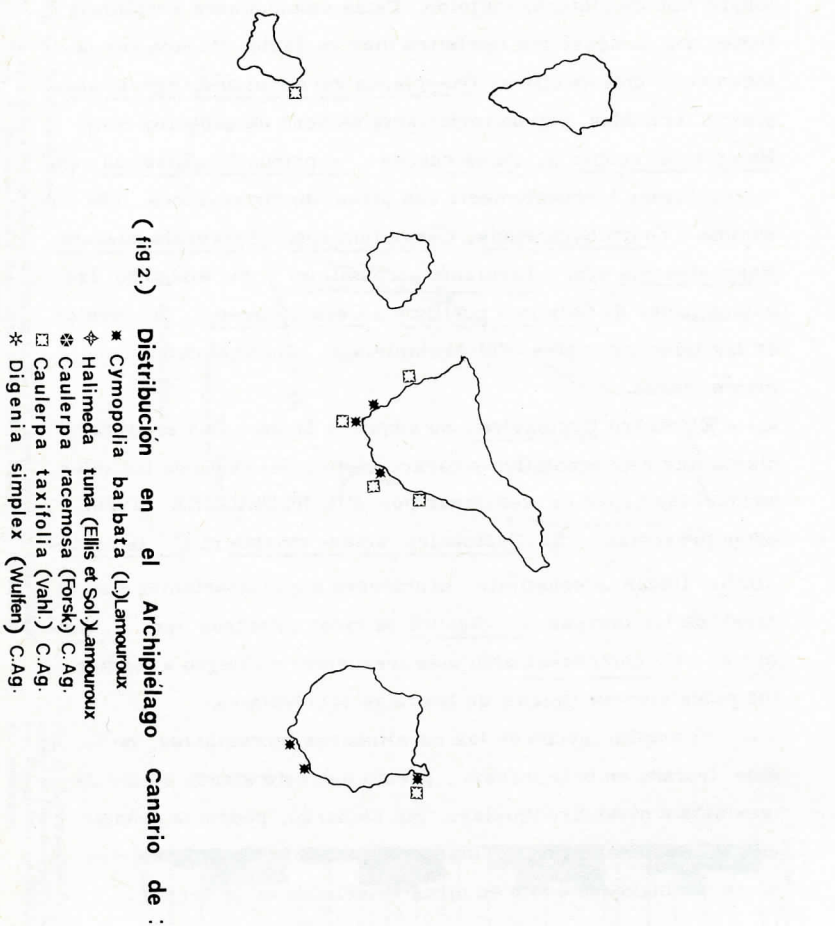 ( fig 2.) Distribución en el Archipiélago Canario de :
Cymopolia barbata (L.)Lamouroux
Halimeda tuna (Ellis et Sol.)Lamouroux
Caulerpa racemosa (Forsk) C.Ag.
Caulerpa taxifolia (Vahl.) C.Ag.
Digenia simplex (Wulfen) C.Ag.